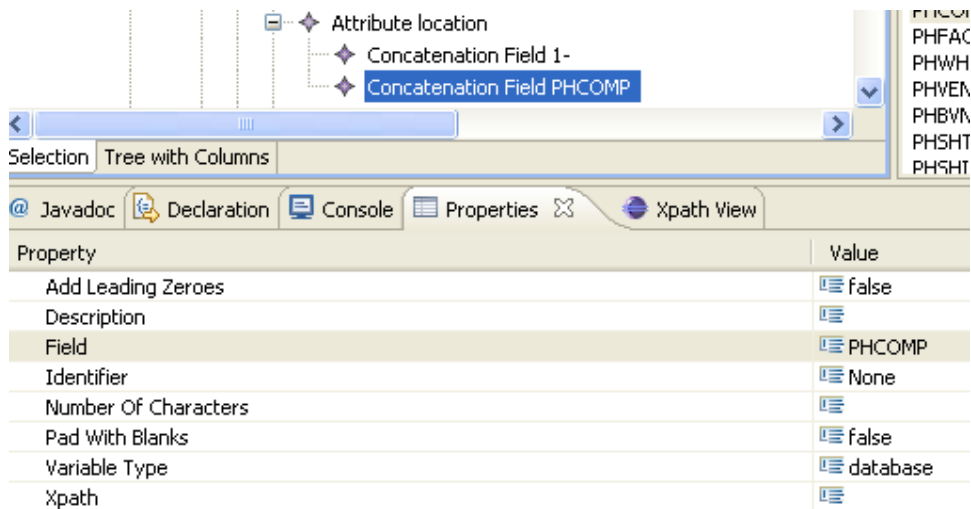 Attribute location
Concatenation Field 1-
Concatenation Field PHCOMP
Selection Tree with Columns
PHFAC
PHWH
PHVEN
PHBVN
PHSHT
@ Javadoc Declaration Console Properties Xpath View
Property Value
Add Leading Zeroes false
Description
Field PHCOMP
Identifier None
Number Of Characters
Pad With Blanks false
Variable Type database
Xpath